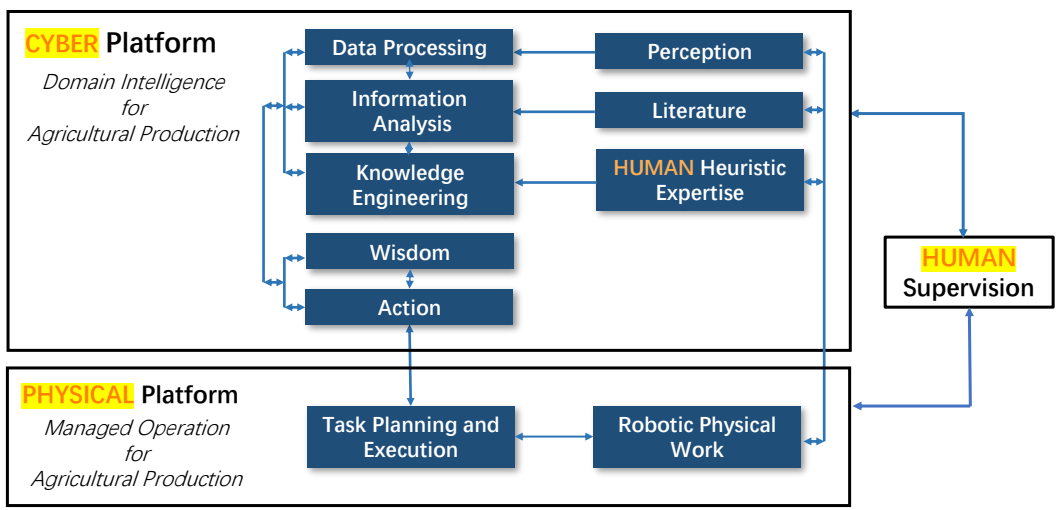 CYBER Platform
Domain Intelligence
for
Agricultural Production
Data Processing
Perception
Information
Analysis
Literature
Knowledge
Engineering
HUMAN Heuristic
Expertise
Wisdom
Action
HUMAN
Supervision
PHYSICAL Platform
Managed Operation
for
Agricultural Production
Task Planning and
Execution
Robotic Physical
Work